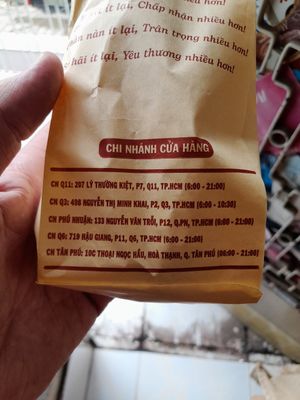 ít lại, Chấp nhận nhiều hơn!
nàn ít lại, Trân trọng nhiều hơn!
hãi ít lại, Yêu thương nhiều hơn!
CHI NHÁNH CỬA HÀNG
CN Q11: 207 LÝ THƯỜNG KIỆT, P7, Q11, TP.HCM (6:00 - 21:00)
CN Q3: 498 NGUYỄN THỊ MINH KHAI, P2, Q3, TP.HCM (6:00 - 10:30)
CN PHÚ NHUẬN: 133 NGUYỄN VĂN TRỖI, P12, Q.PN, TP.HCM (6:00 - 21:00)
CN Q6: 719 HẬU GIANG, P11, Q6, TP.HCM (6:00 - 21:00)
CN TÂN PHÚ: 10C THOẠI NGỌC HẦU, HOÀ THẠNH, Q. TÂN PHÚ (06:00 - 21:00)